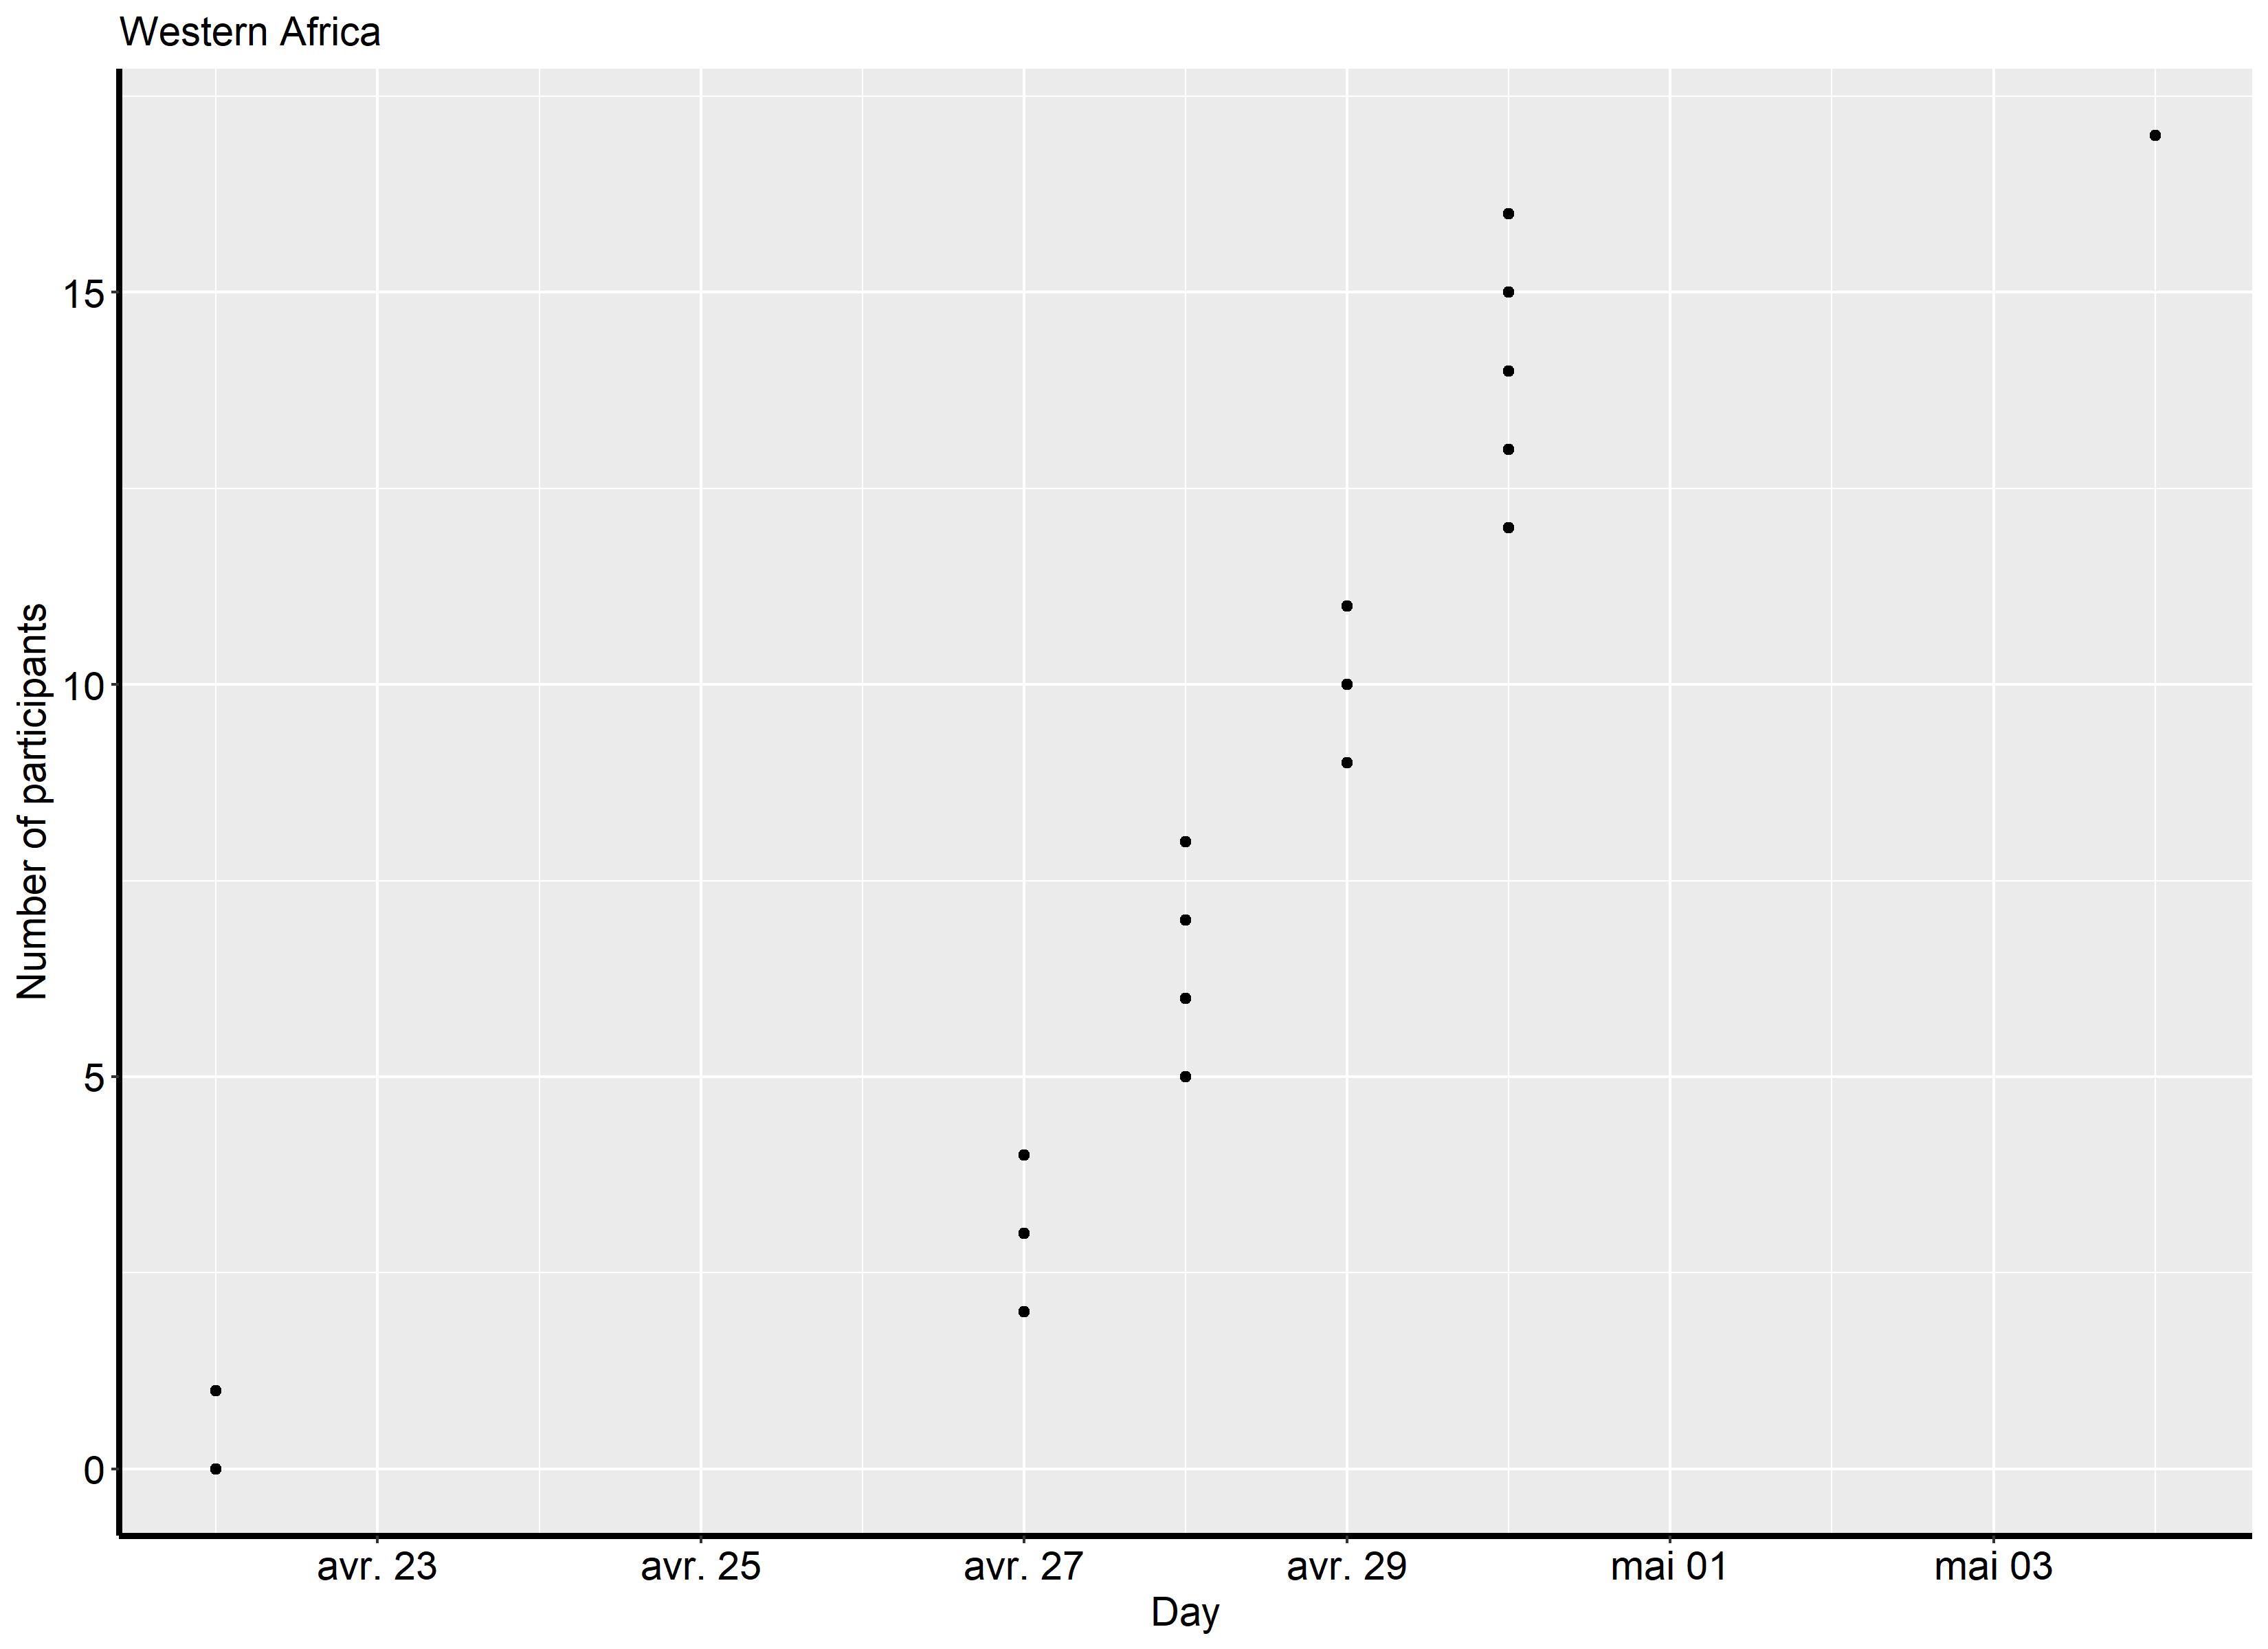 Western Africa
Number of participants
15
10
5
0
avr. 23 avr. 25 avr. 27 avr. 29 mai 01 mai 03
Day